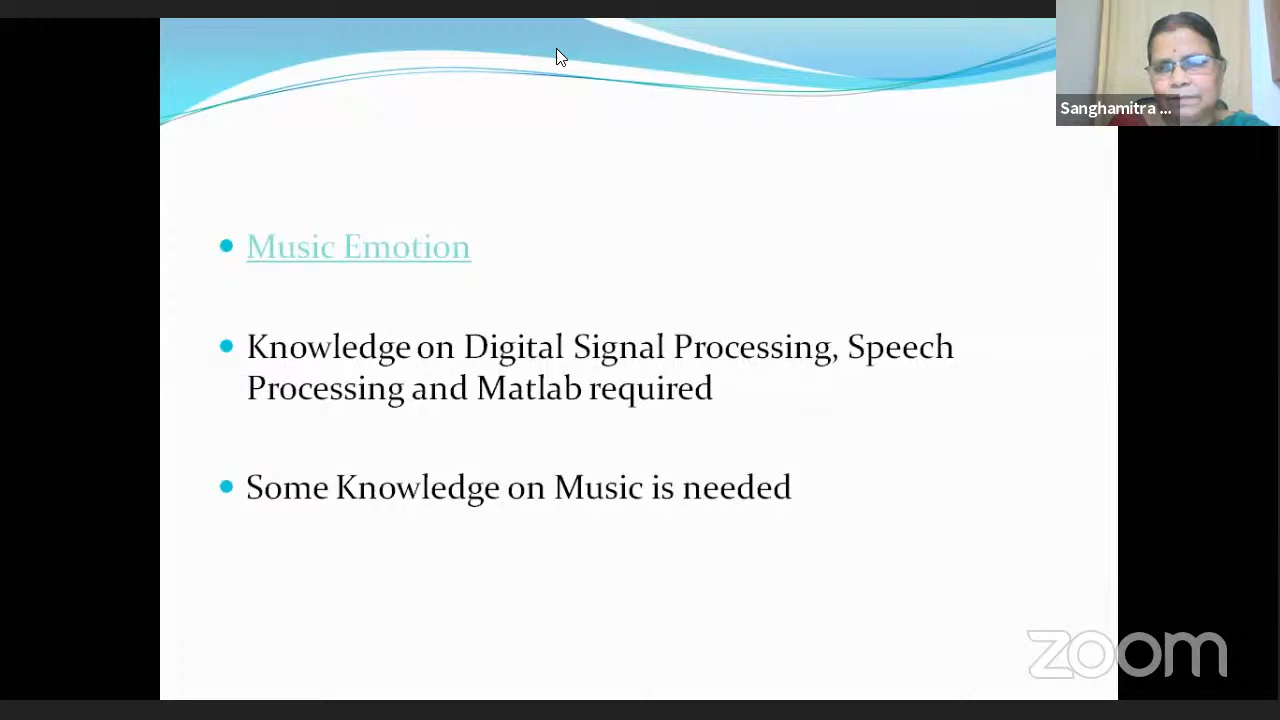 Sanghamitra ...
Music Emotion
Knowledge on Digital Signal Processing, Speech
Processing and Matlab required
Some Knowledge on Music is needed
zoom